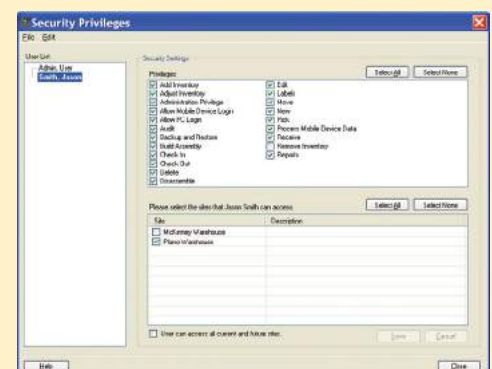 Security Privileges
File Edit
User List
Admin, User
Smith, Jason
Security Settings
Privileges
Select All
Select None
Add Inventory
Adjust Inventory
Administration Privilege
Allow Mobile Device Login
Allow PC Login
Audit
Backup and Restore
Build Assembly
Check In
Check Out
Delete
Disassemble
Edit
Labels
Move
New
Pick
Process Mobile Device Data
Receive
Remove Inventory
Reports
Please select the sites that Jason Smith can access
Select All
Select None
Site Description
McKinney Warehouse
Plano Warehouse
User can access all current and future sites.
Save Cancel
Help Close